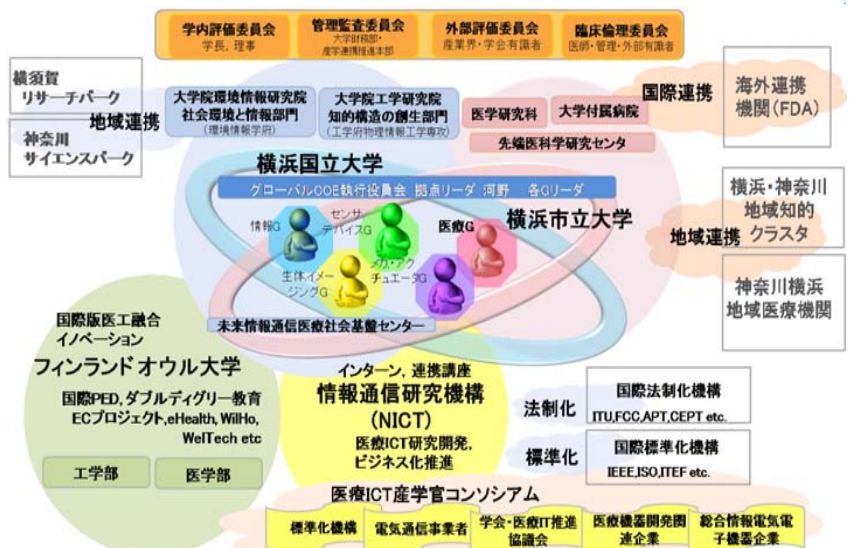 学内評価委員会
学長, 理事
管理監査委員会
大学財務部・
産学連携推進本部
外部評価委員会
産業界・学会有識者
臨床倫理委員会
医師・管理・外部有識者
横須賀
リサーチパーク
地域連携
神奈川
サイエンスパーク
大学院環境情報研究院
社会環境と情報部門
(環境情報学府)
大学院工学研究院
知的構造の創生部門
(工学府物理情報工学専攻)
医学研究科
大学付属病院
先端医科学研究センタ
国際連携
海外連携
機関(FDA)
横浜国立大学
グローバルCOE執行役員会 拠点リーダ 河野 各Gリーダ
横浜市立大学
情報G
センサ・
デバイスG
医療G
生体・イメー
ジングG
メカ・アク
チュエータG
未来情報通信医療社会基盤センター
地域連携
横浜・神奈川
地域知的
クラスタ
神奈川横浜
地域医療機関
国際版医工融合
イノベーション
フィンランドオウル大学
国際PED, ダブルディグリー教育
ECプロジェクト,eHealth, WilHo,
WelTech etc
工学部
医学部
インターン, 連携講座
情報通信研究機構
(NICT)
医療ICT研究開発,
ビジネス化推進
法制化
国際法制化機構
ITU,FCC,APT,CEPT etc.
標準化
国際標準化機構
IEEE,ISO,ITEF etc.
医療ICT産学官コンソシアム
標準化機構
電気通信事業者
学会・医療IT推進
協議会
医療機器開発関
連企業
総合情報電気電
子機器企業